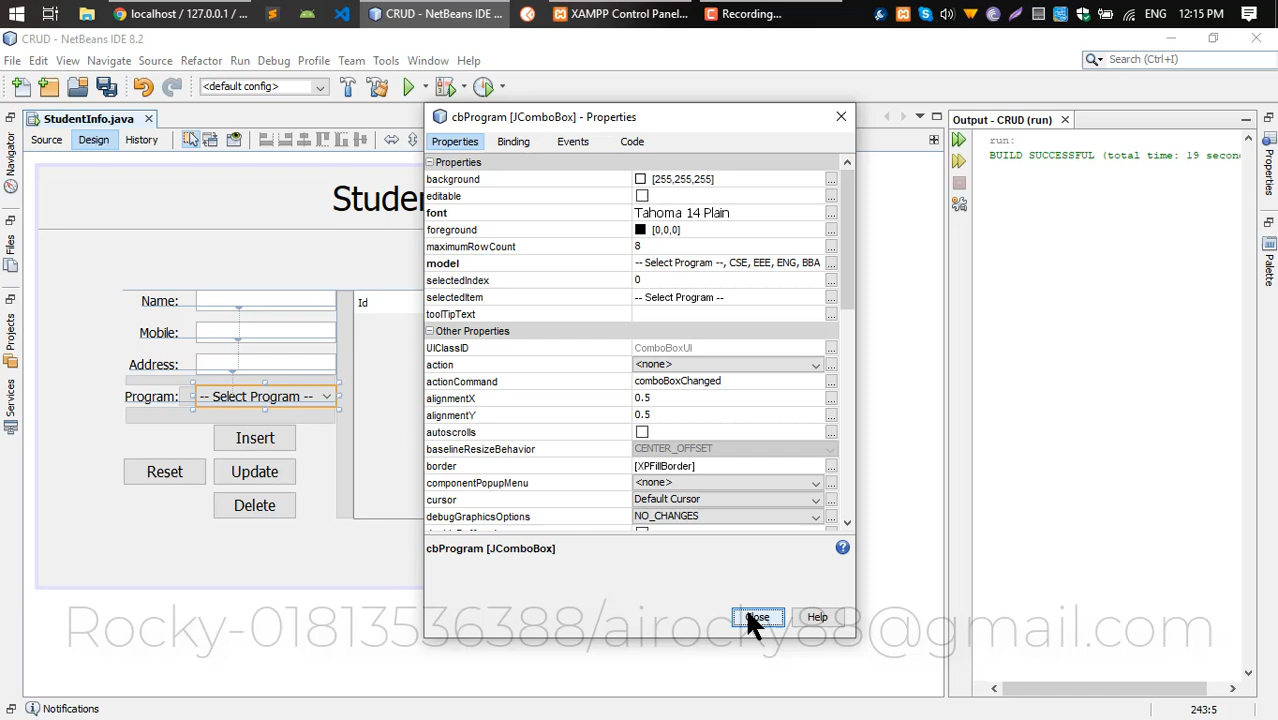 localhost / 127.0.0.1 / ...
CRUD - NetBeans IDE ...
XAMPP Control Panel...
Recording...
ENG
12:15 PM
CRUD - NetBeans IDE 8.2
File Edit View Navigate Source Refactor Run Debug Profile Team Tools Window Help
Search (Ctrl+I)
<default config>
StudentInfo.java
Source Design History
Navigator
Files
Projects
Services
Studen
Name:
Mobile:
Address:
Program: -- Select Program --
Insert
Reset Update
Delete
Id
cbProgram [JComboBox] - Properties
Properties Binding Events Code
Properties
background [255,255,255]
editable
font Tahoma 14 Plain
foreground [0,0,0]
maximumRowCount 8
model -- Select Program --, CSE, EEE, ENG, BBA
selectedIndex 0
selectedItem -- Select Program --
toolTipText
Other Properties
UIClassID ComboBoxUI
action <none>
actionCommand comboBoxChanged
alignmentX 0.5
alignmentY 0.5
autoscrolls
baselineResizeBehavior CENTER_OFFSET
border [XPFillBorder]
componentPopupMenu <none>
cursor Default Cursor
debugGraphicsOptions NO_CHANGES
cbProgram [JComboBox]
Close Help
Output - CRUD (run)
run:
BUILD SUCCESSFUL (total time: 19 secon
Properties
Palette
Rocky-01813536388/airocky88@gmail.com
Notifications
243:5